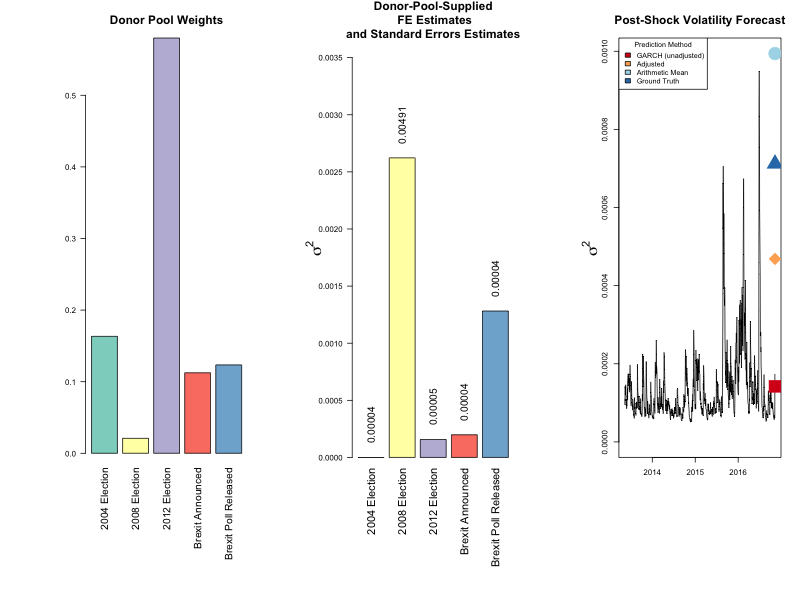 Donor Pool Weights
0.5
0.4
0.3
0.2
0.1
0.0
2004 Election
2008 Election
2012 Election
Brexit Announced
Brexit Poll Released
Donor-Pool-Supplied
FE Estimates
and Standard Errors Estimates
σ²
0.0035
0.0030
0.0025
0.0020
0.0015
0.0010
0.0005
0.0000
0.00004
0.00491
0.00005
0.00004
0.00004
2004 Election
2008 Election
2012 Election
Brexit Announced
Brexit Poll Released
Post-Shock Volatility Forecast
σ²
0.0010
0.0008
0.0006
0.0004
0.0002
0.0000
Prediction Method
GARCH (unadjusted)
Adjusted
Arithmetic Mean
Ground Truth
2014 2015 2016